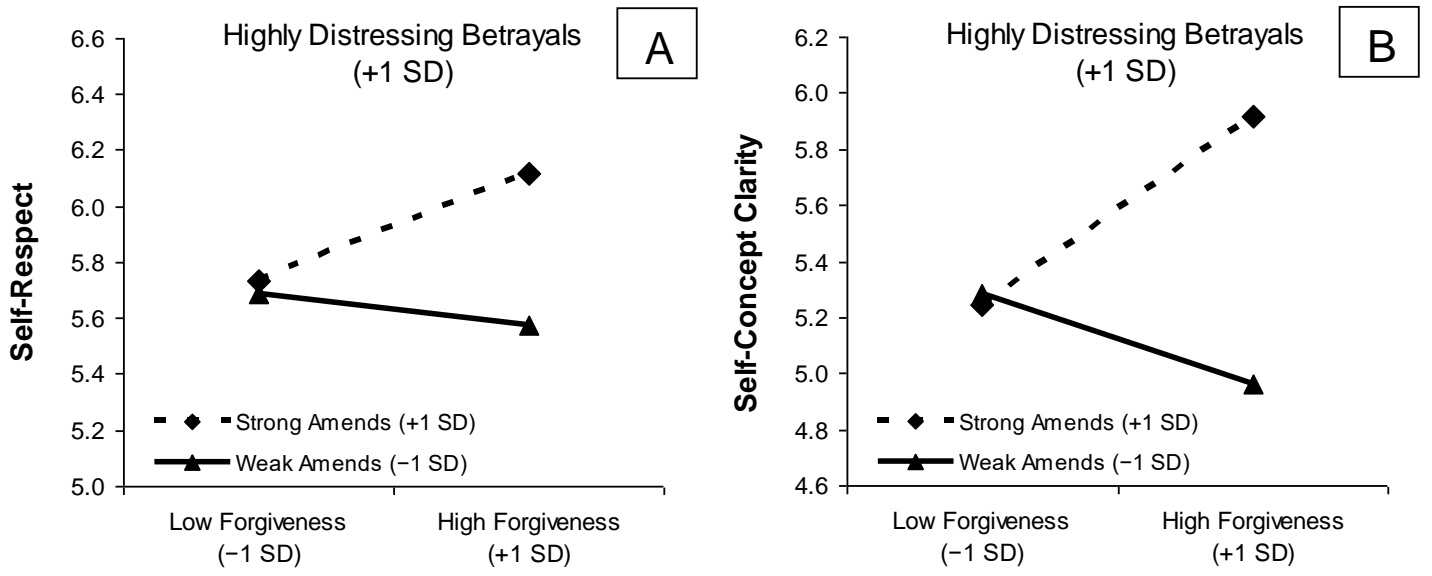 Highly Distressing Betrayals
(+1 SD)
A
6.6
6.4
6.2
6.0
5.8
5.6
5.4
5.2
5.0
Self-Respect
Strong Amends (+1 SD)
Weak Amends (−1 SD)
Low Forgiveness
(−1 SD)
High Forgiveness
(+1 SD)
Highly Distressing Betrayals
(+1 SD)
B
6.2
6.0
5.8
5.6
5.4
5.2
5.0
4.8
4.6
Self-Concept Clarity
Strong Amends (+1 SD)
Weak Amends (−1 SD)
Low Forgiveness
(−1 SD)
High Forgiveness
(+1 SD)